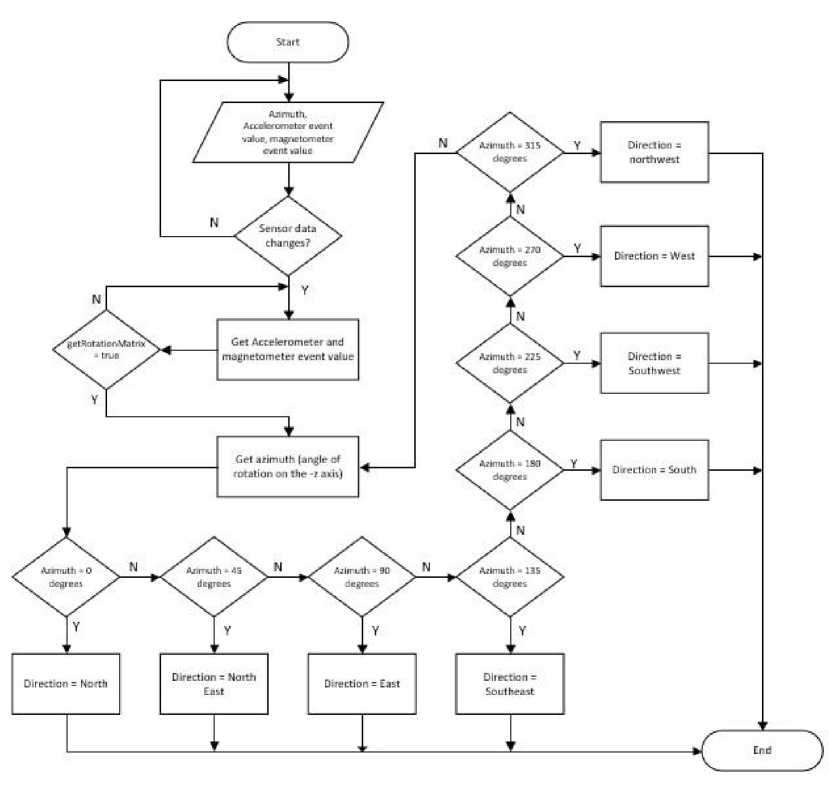 Start
Azimuth,
Accelerometer event
value, magnetometer
event value
N
Sensor data
changes?
Y
N
getRotationMatrix
= true
Get Accelerometer and
magnetometer event value
Y
Get azimuth (angle of
rotation on the -z axis)
N
Azimuth = 315
degrees
Y
Direction =
northwest
N
Azimuth = 270
degrees
Y
Direction = West
N
Azimuth = 225
degrees
Y
Direction =
Southwest
N
Azimuth = 180
degrees
Y
Direction = South
N
Azimuth = 0
degrees
N
Azimuth = 45
degrees
N
Azimuth = 90
degrees
N
Azimuth = 135
degrees
Y
Y
Y
Y
Direction = North
Direction = North
East
Direction = East
Direction =
Southeast
End